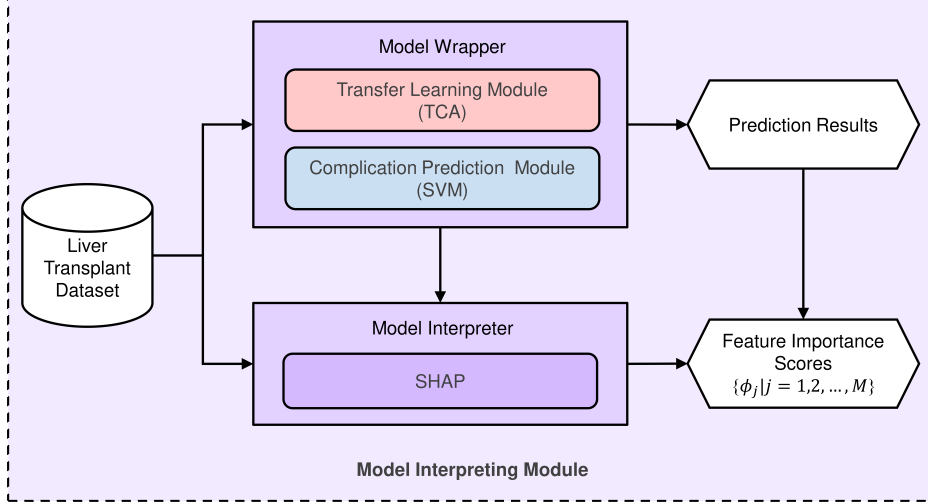 Model Wrapper
Transfer Learning Module
(TCA)
Complication Prediction Module
(SVM)
Prediction Results
Liver
Transplant
Dataset
Model Interpreter
SHAP
Feature Importance
Scores
{ϕⱼ|j = 1,2, … , M}
Model Interpreting Module